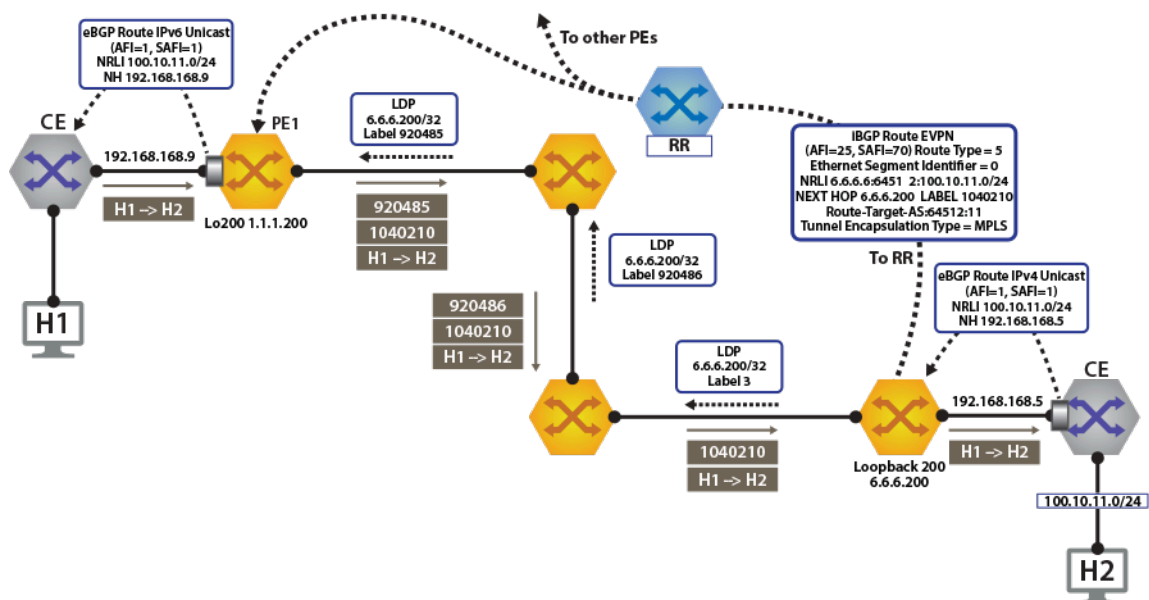 eBGP Route IPv6 Unicast
(AFI=1, SAFI=1)
NRLI 100.10.11.0/24
NH 192.168.168.9
To other PEs
CE
PE1
192.168.168.9
H1 -> H2
Lo200 1.1.1.200
LDP
6.6.6.200/32
Label 920485
920485
1040210
H1 -> H2
RR
iBGP Route EVPN
(AFI=25, SAFI=70) Route Type = 5
Ethernet Segment Identifier = 0
NRLI 6.6.6.6:6451 2:100.10.11.0/24
NEXT HOP 6.6.6.200 LABEL 1040210
Route-Target-AS:64512:11
Tunnel Encapsulation Type = MPLS
To RR
LDP
6.6.6.200/32
Label 920486
920486
1040210
H1 --> H2
H1
eBGP Route IPv4 Unicast
(AFI=1, SAFI=1)
NRLI 100.10.11.0/24
NH 192.168.168.5
LDP
6.6.6.200/32
Label 3
1040210
H1 --> H2
Loopback 200
6.6.6.200
192.168.168.5
H1 -> H2
CE
100.10.11.0/24
H2